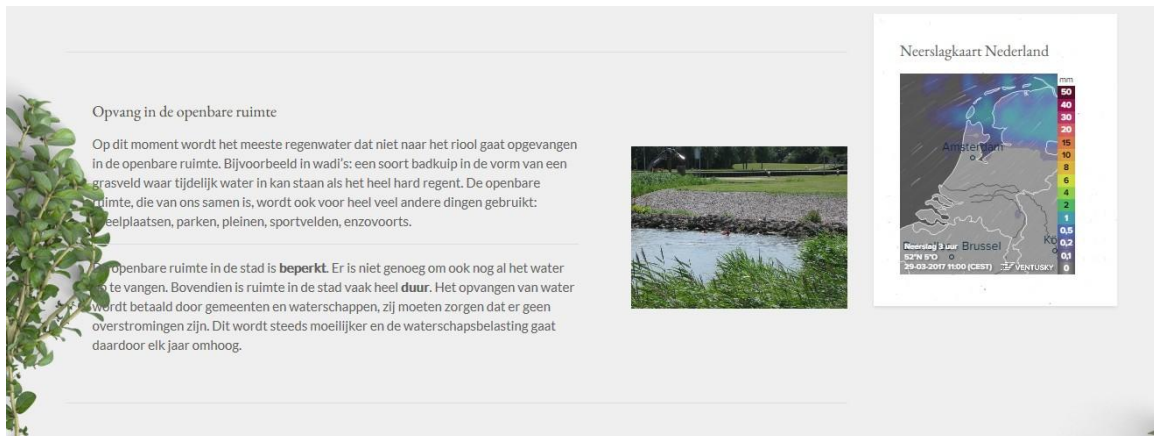 Opvang in de openbare ruimte
Op dit moment wordt het meeste regenwater dat niet naar het riool gaat opgevangen
in de openbare ruimte. Bijvoorbeeld in wadi's: een soort badkuip in de vorm van een
grasveld waar tijdelijk water in kan staan als het heel hard regent. De openbare
ruimte, die van ons samen is, wordt ook voor heel veel andere dingen gebruikt:
parken, pleinen, sportvelden, enzovoorts.
openbare ruimte in de stad is beperkt. Er is niet genoeg om ook nog al het water
te vangen. Bovendien is ruimte in de stad vaak heel duur. Het opvangen van water
wordt betaald door gemeenten en waterschappen, zij moeten zorgen dat er geen
overstromingen zijn. Dit wordt steeds moeilijker en de waterschapsbelasting gaat
daardoor elk jaar omhoog.
Neerslagkaart Nederland
mm
50
40
30
20
15
10
8
6
4
2
1
0,5
0,2
0,1
0
Amsterdam
Brussel
Neerslag 3 uur
52°N 5°O
29-03-2017 11:00 (CEST)
VENTUSKY